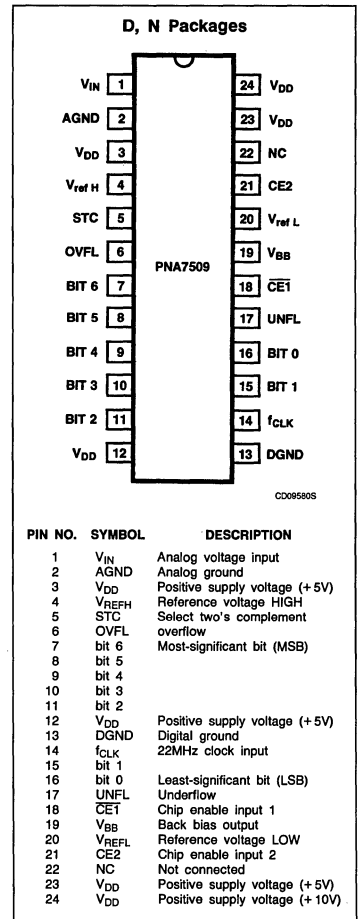 D, N Packages
VIN 1
AGND 2
VDD 3
Vref H 4
STC 5
OVFL 6
BIT 6 7
BIT 5 8
BIT 4 9
BIT 3 10
BIT 2 11
VDD 12
PNA7509
24 VDD
23 VDD
22 NC
21 CE2
20 Vref L
19 VBB
18 C̅E̅1̅
17 UNFL
16 BIT 0
15 BIT 1
14 fCLK
13 DGND
CD09580S
PIN NO. SYMBOL DESCRIPTION
1 VIN Analog voltage input
2 AGND Analog ground
3 VDD Positive supply voltage (+5V)
4 VREFH Reference voltage HIGH
5 STC Select two's complement
6 OVFL overflow
7 bit 6 Most-significant bit (MSB)
8 bit 5
9 bit 4
10 bit 3
11 bit 2
12 VDD Positive supply voltage (+5V)
13 DGND Digital ground
14 fCLK 22MHz clock input
15 bit 1
16 bit 0 Least-significant bit (LSB)
17 UNFL Underflow
18 C̅E̅1̅ Chip enable input 1
19 VBB Back bias output
20 VREFL Reference voltage LOW
21 CE2 Chip enable input 2
22 NC Not connected
23 VDD Positive supply voltage (+5V)
24 VDD Positive supply voltage (+10V)